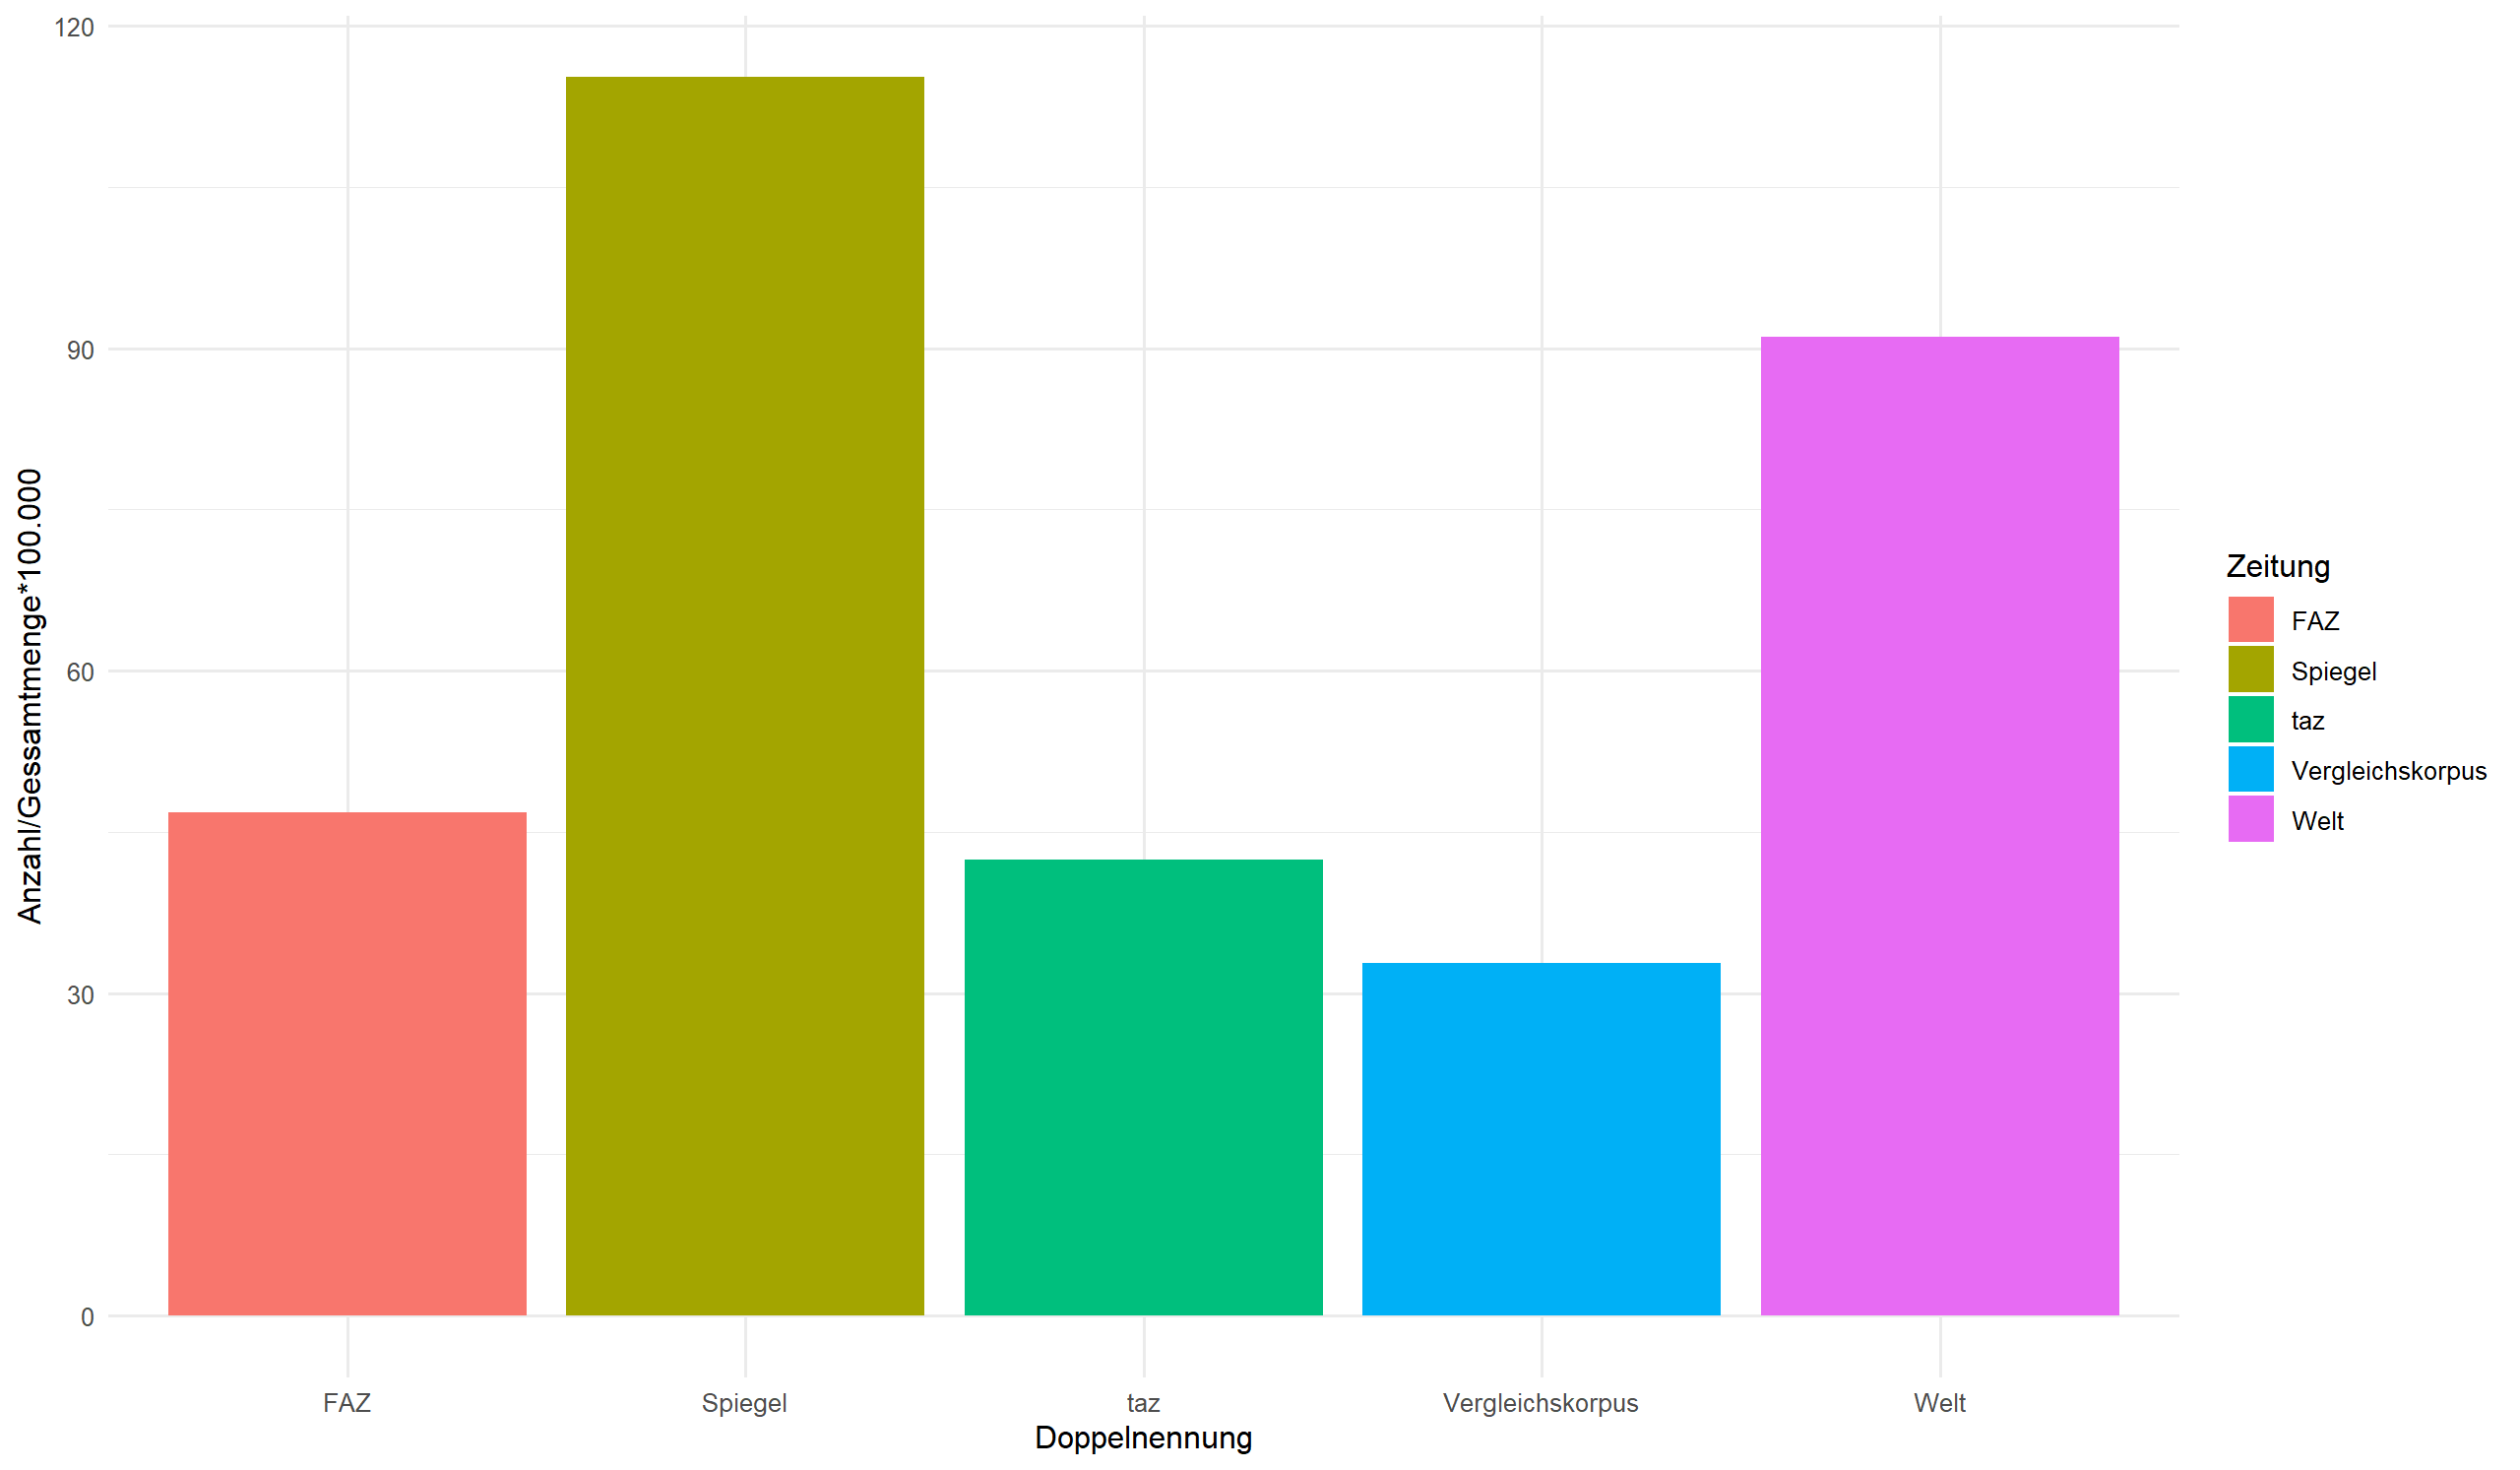 120
90
60
30
0
Anzahl/Gessamtmenge*100.000
FAZ
Spiegel
taz
Vergleichskorpus
Welt
Doppelnennung
Zeitung
FAZ
Spiegel
taz
Vergleichskorpus
Welt